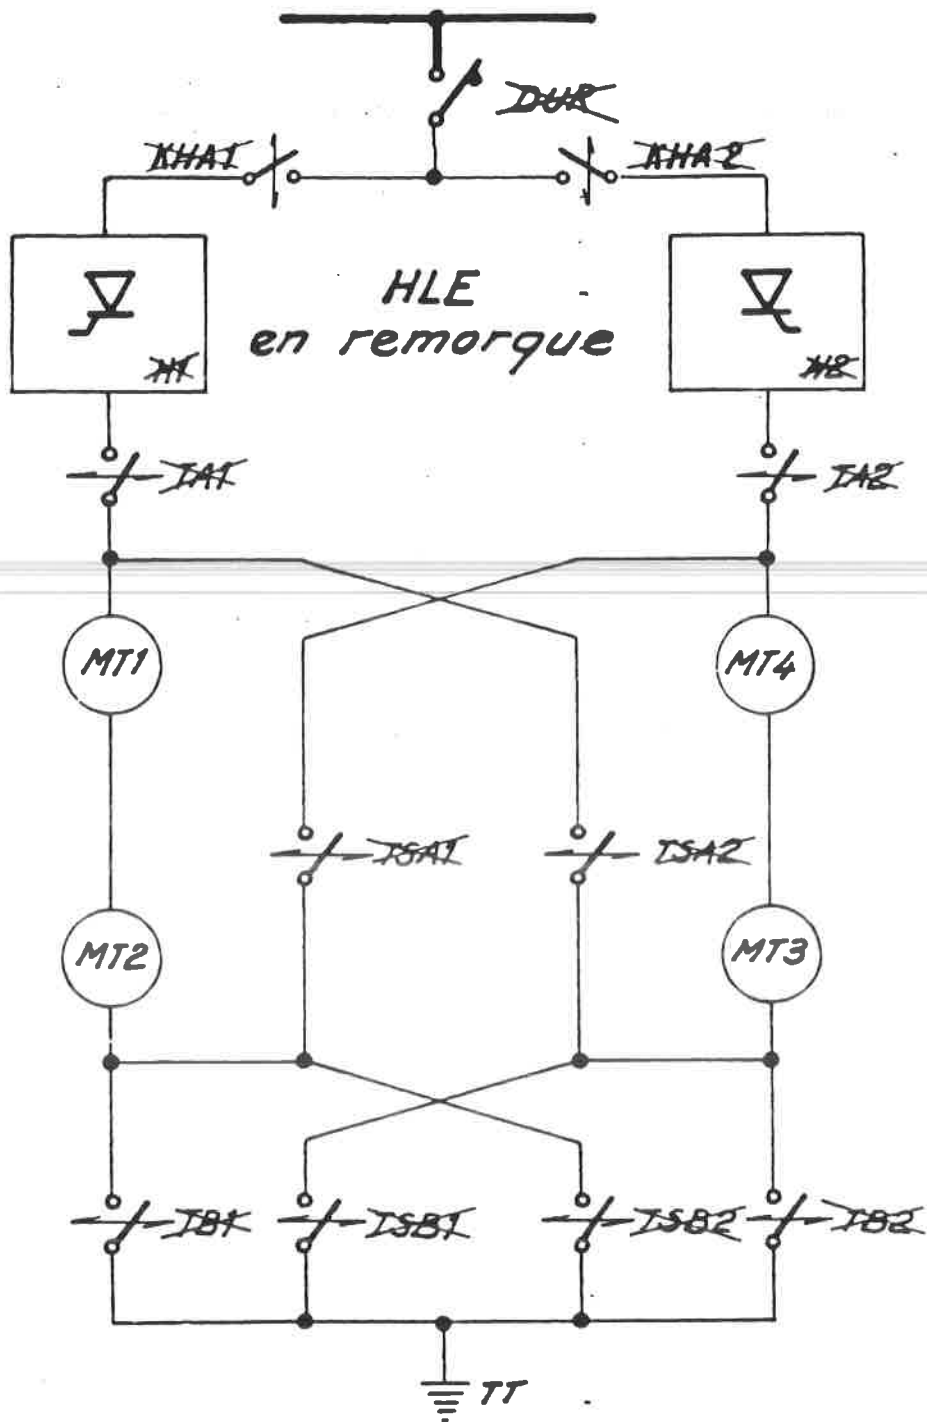 DUR
KHA1
KHA2
HLE
en remorque
H1
H2
IA1
IA2
MT1
MT4
ISA1
ISA2
MT2
MT3
IB1
ISB1
ISB2
IB2
TT